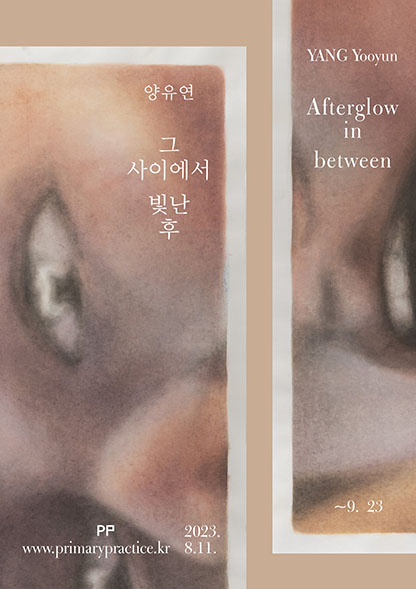 양유연
그
사이에서
빛난
후
YANG Yooyun
Afterglow
in
between
~9. 23
PP
www.primarypractice.kr
2023.
8.11.